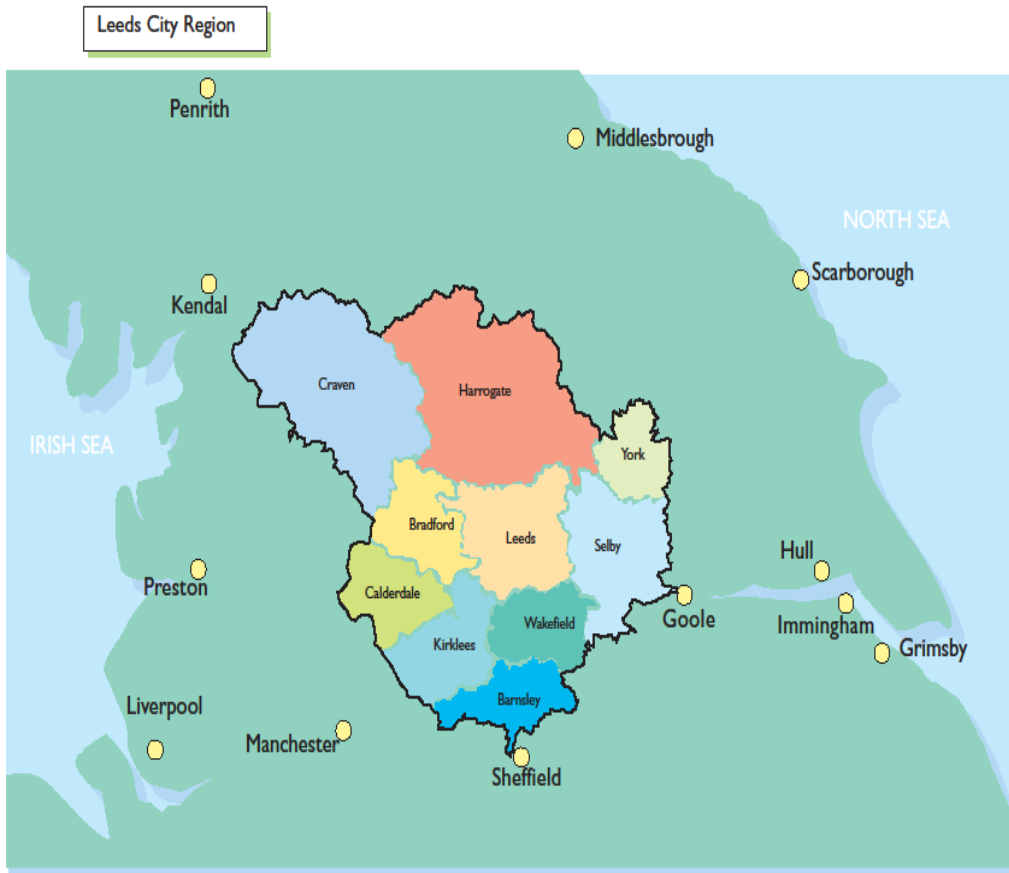 Leeds City Region
Penrith
Middlesbrough
NORTH SEA
Scarborough
Kendal
Craven
Harrogate
IRISH SEA
York
Bradford
Leeds
Selby
Hull
Preston
Calderdale
Goole
Immingham
Wakefield
Kirklees
Grimsby
Barnsley
Liverpool
Manchester
Sheffield